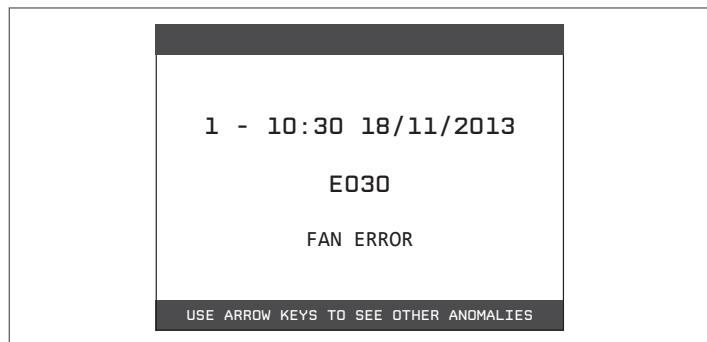 1 - 10:30 18/11/2013
E030
FAN ERROR
USE ARROW KEYS TO SEE OTHER ANOMALIES